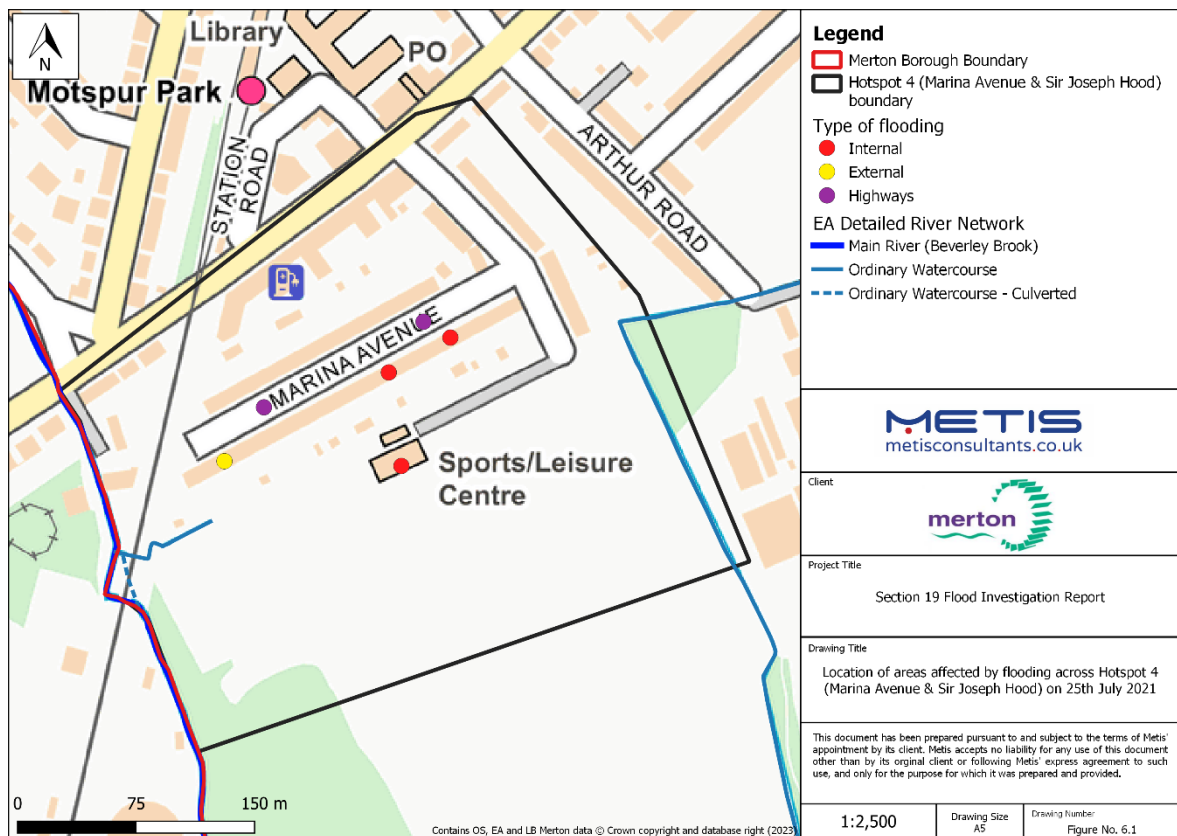 N
Library
PO
Motspur Park
STATION
ROAD
ARTHUR ROAD
MARINA AVENUE
Sports/Leisure
Centre
0 75 150 m
Contains OS, EA and LB Merton data © Crown copyright and database right (2023
Legend
Merton Borough Boundary
Hotspot 4 (Marina Avenue & Sir Joseph Hood)
boundary
Type of flooding
Internal
External
Highways
EA Detailed River Network
Main River (Beverley Brook)
Ordinary Watercourse
Ordinary Watercourse - Culverted
METIS
metisconsultants.co.uk
Client
merton
Project Title
Section 19 Flood Investigation Report
Drawing Title
Location of areas affected by flooding across Hotspot 4
(Marina Avenue & Sir Joseph Hood) on 25th July 2021
This document has been prepared pursuant to and subject to the terms of Metis'
appointment by its client. Metis accepts no liability for any use of this document
other than by its orginal client or following Metis' express agreement to such
use, and only for the purpose for which it was prepared and provided.
1:2,500
Drawing Size
A5
Drawing Number
Figure No. 6.1